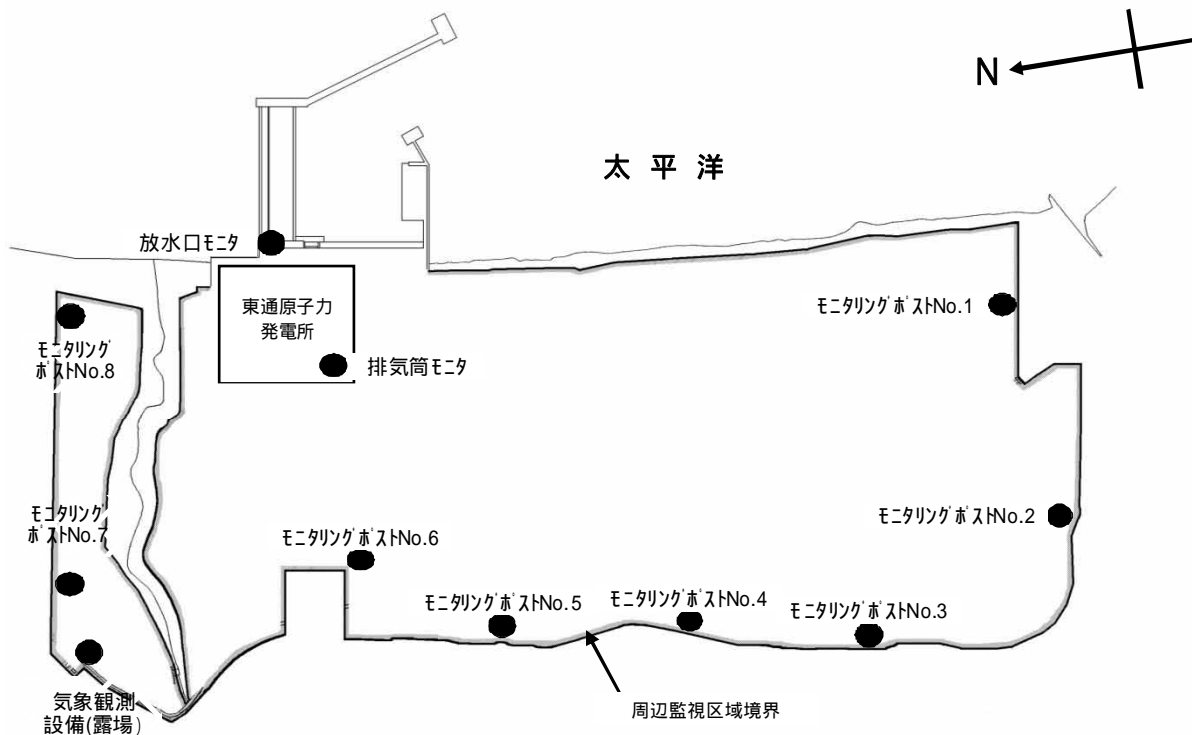 N
太平洋
放水口ﾓﾆﾀ
東通原子力
発電所
ﾓﾆﾀﾘﾝｸﾞﾎﾟｽﾄNo.1
ﾓﾆﾀﾘﾝｸﾞ
ﾎﾟｽﾄNo.8
排気筒ﾓﾆﾀ
ﾓﾆﾀﾘﾝｸﾞ
ﾎﾟｽﾄNo.7
ﾓﾆﾀﾘﾝｸﾞﾎﾟｽﾄNo.2
ﾓﾆﾀﾘﾝｸﾞﾎﾟｽﾄNo.6
ﾓﾆﾀﾘﾝｸﾞﾎﾟｽﾄNo.5
ﾓﾆﾀﾘﾝｸﾞﾎﾟｽﾄNo.4
ﾓﾆﾀﾘﾝｸﾞﾎﾟｽﾄNo.3
気象観測
設備(露場)
周辺監視区域境界